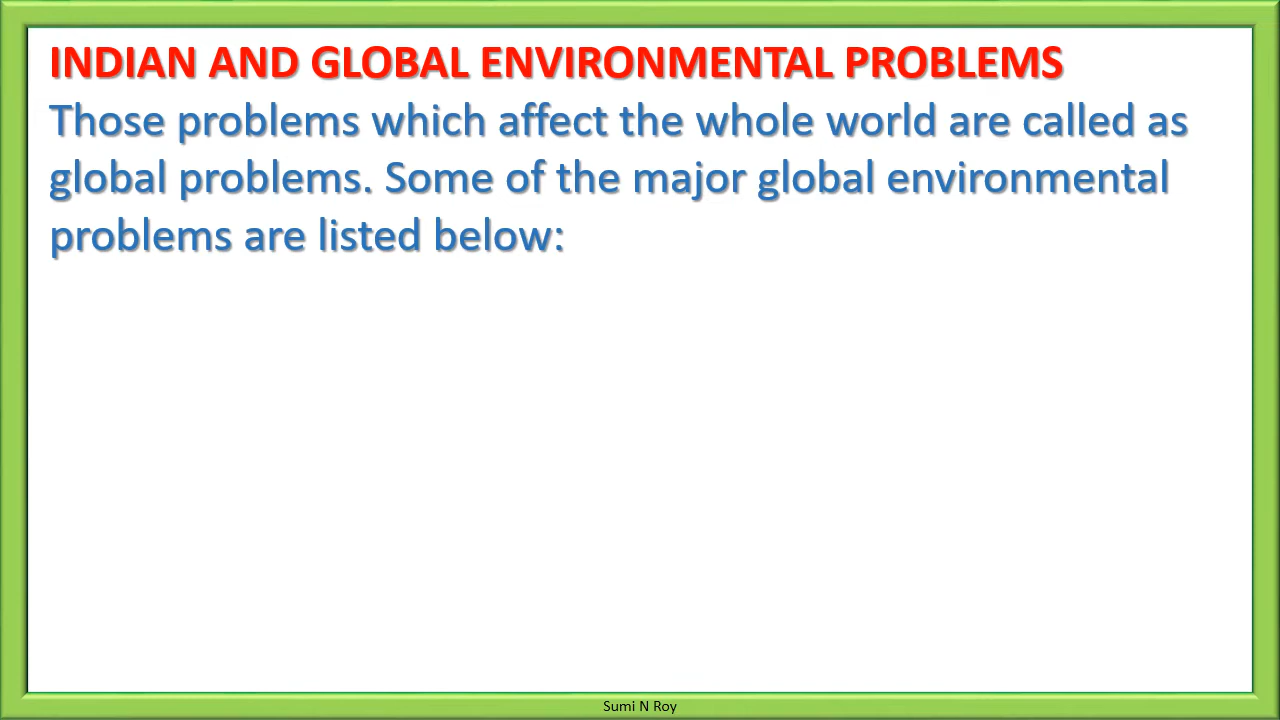 INDIAN AND GLOBAL ENVIRONMENTAL PROBLEMS
Those problems which affect the whole world are called as
global problems. Some of the major global environmental
problems are listed below:
Sumi N Roy